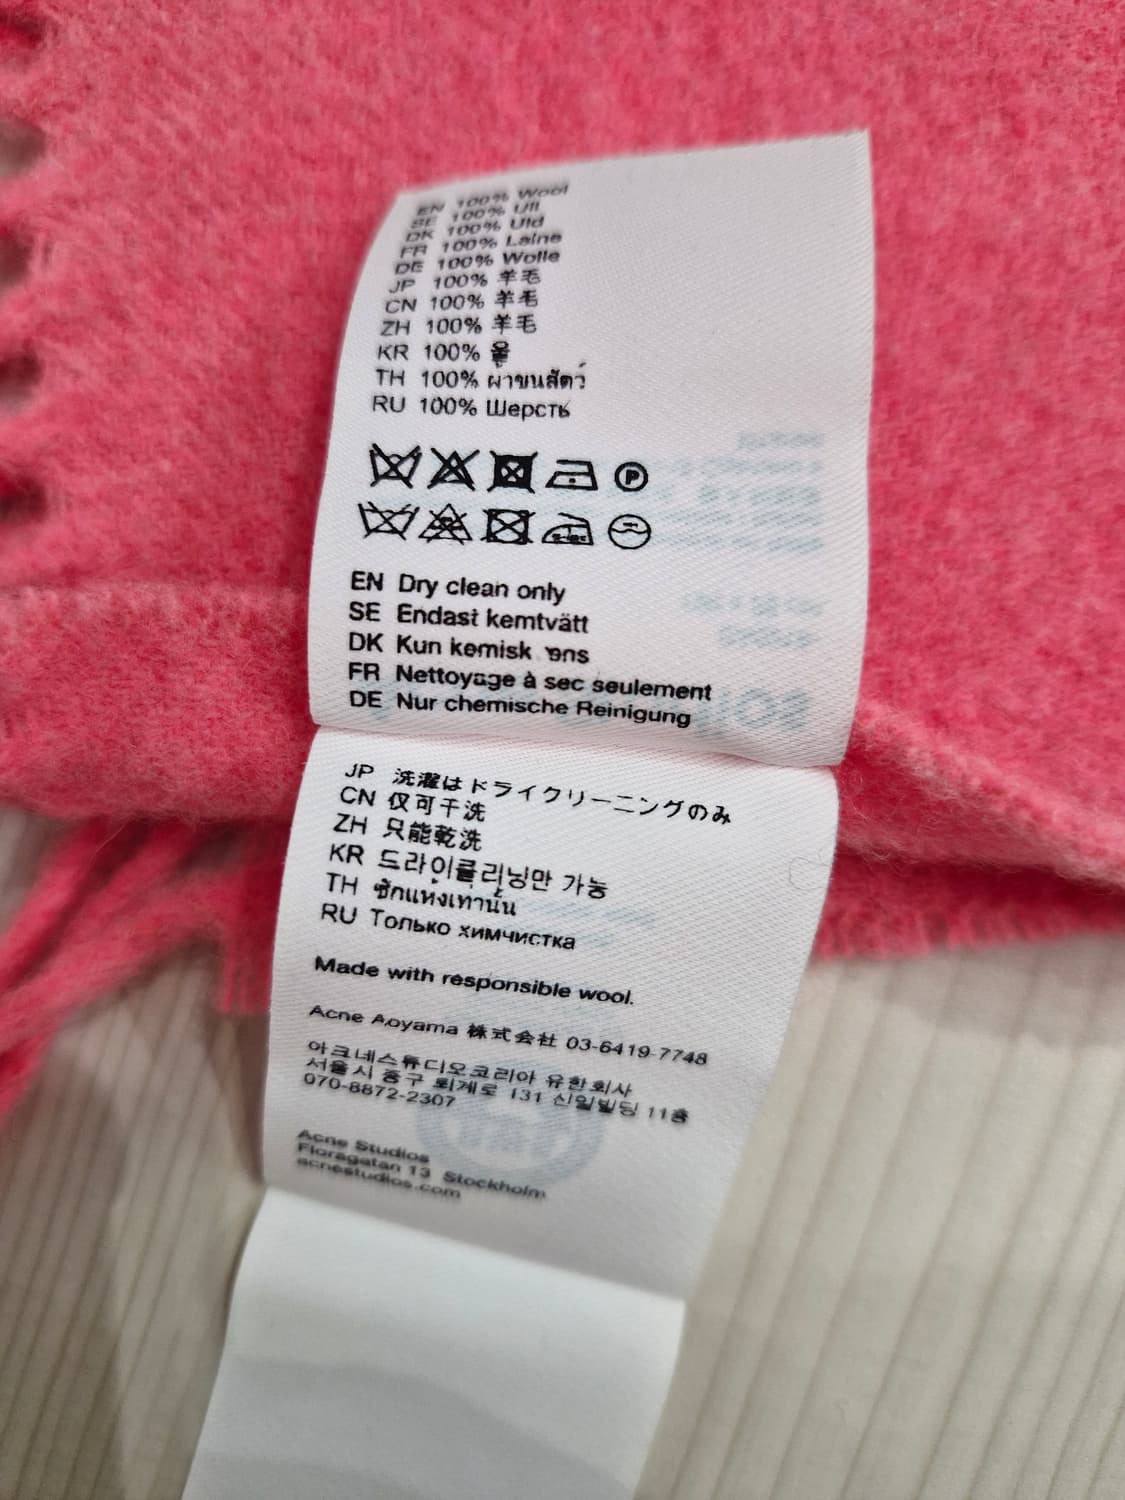 EN 100% Wool
SE 100% Ull
DK 100% Uld
FR 100% Laine
DE 100% Wolle
JP 100% 羊毛
CN 100% 羊毛
ZH 100% 羊毛
KR 100% 울
TH 100% ผ้าขนสัตว์
RU 100% Шерсть
P
EN Dry clean only
SE Endast kemtvätt
DK Kun kemisk
FR Nettoyage à sec seulement
DE Nur chemische Reinigung
JP 洗濯はドライクリーニングのみ
CN 仅可干洗
ZH 只能乾洗
KR 드라이클리닝만 가능
TH ซักแห้งเท่านั้น
RU Только химчистка
Made with responsible wool.
Acne Aoyama 株式会社 03-6419-7748
아크네스튜디오코리아 유한회사
서울시 중구 퇴계로 131 신일빌딩 11층
070-8872-2307
Acne Studios
Floragatan 13 Stockholm
acnestudios.com